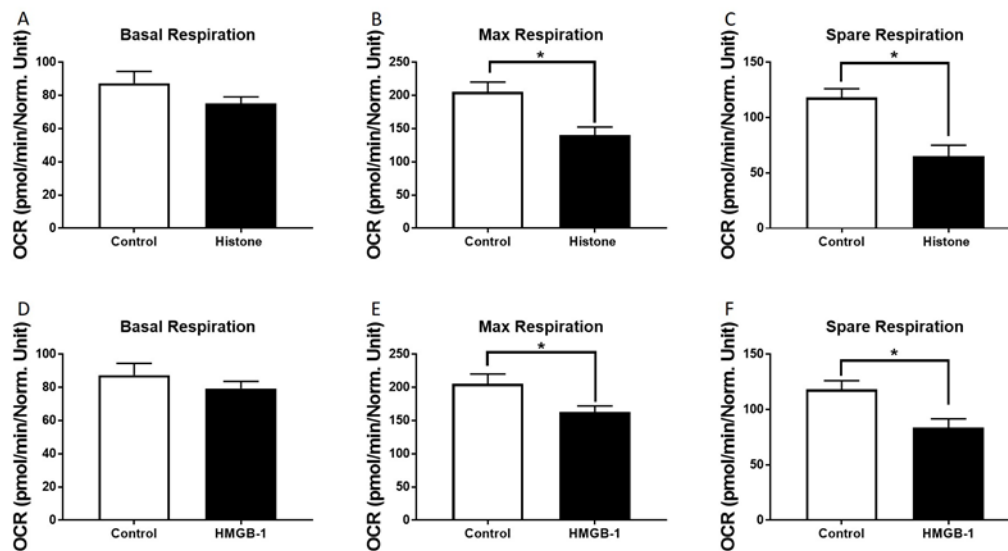 A
Basal Respiration
OCR (pmol/min/Norm. Unit)
100
80
60
40
20
0
Control Histone
B
Max Respiration
*
OCR (pmol/min/Norm. Unit)
250
200
150
100
50
0
Control Histone
C
Spare Respiration
*
OCR (pmol/min/Norm. Unit)
150
100
50
0
Control Histone
D
Basal Respiration
OCR (pmol/min/Norm. Unit)
100
80
60
40
20
0
Control HMGB-1
E
Max Respiration
*
OCR (pmol/min/Norm. Unit)
250
200
150
100
50
0
Control HMGB-1
F
Spare Respiration
*
OCR (pmol/min/Norm. Unit)
150
100
50
0
Control HMGB-1